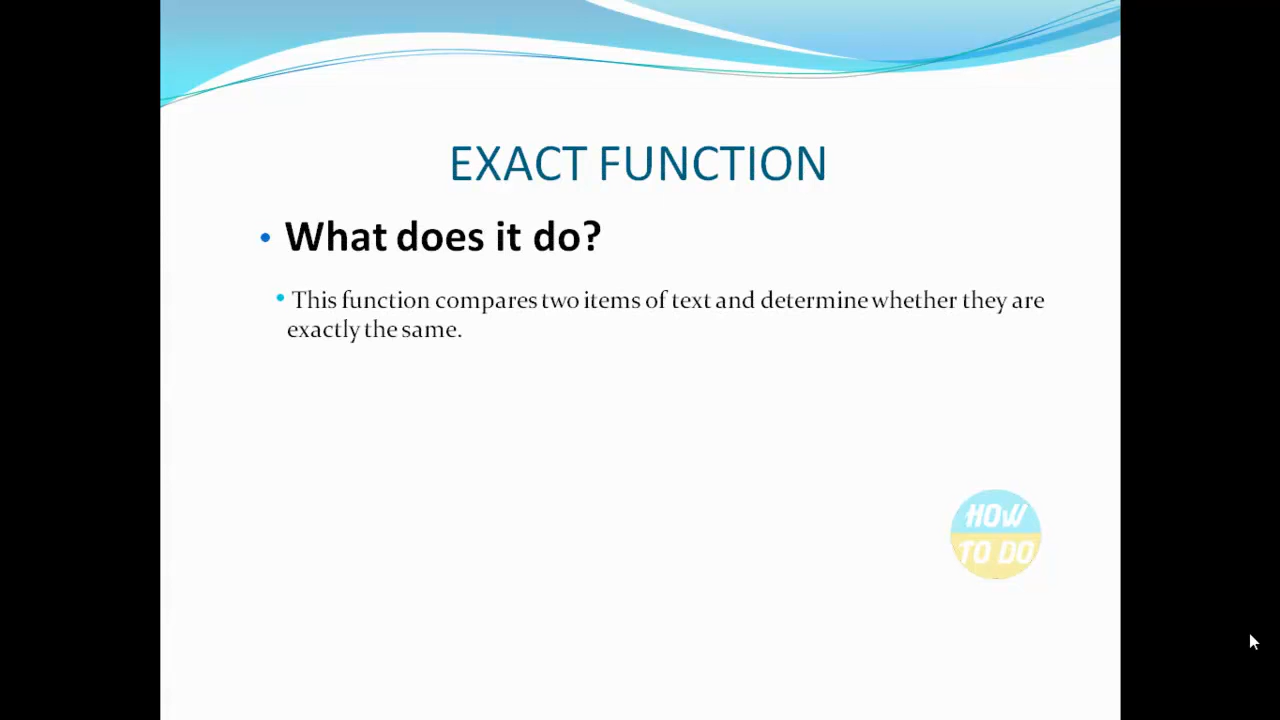 EXACT FUNCTION
• What does it do?
• This function compares two items of text and determine whether they are
exactly the same.
HOW
TO DO